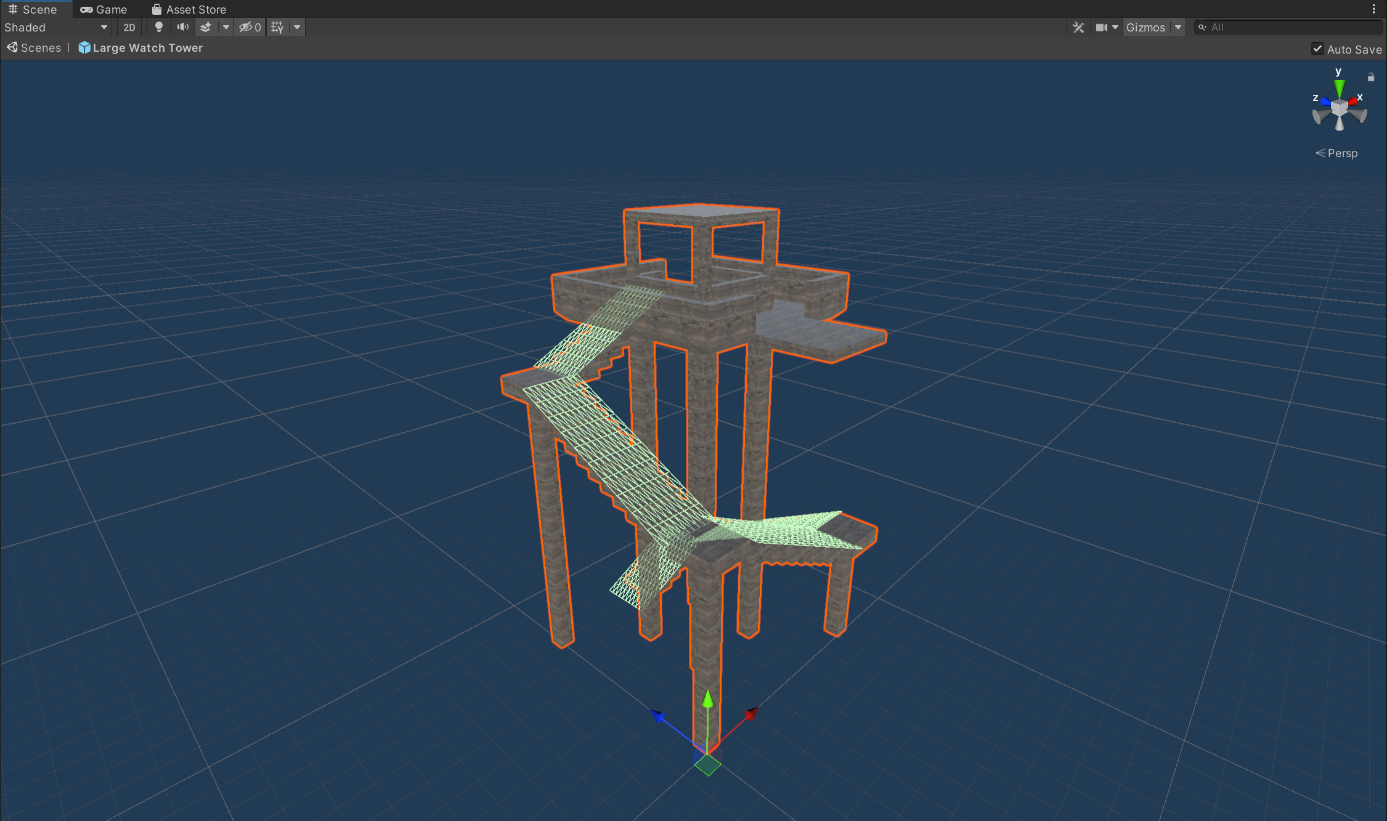 Scene Game Asset Store
Shaded 2D 0 Gizmos All
Scenes | Large Watch Tower Auto Save
y
z x
Persp